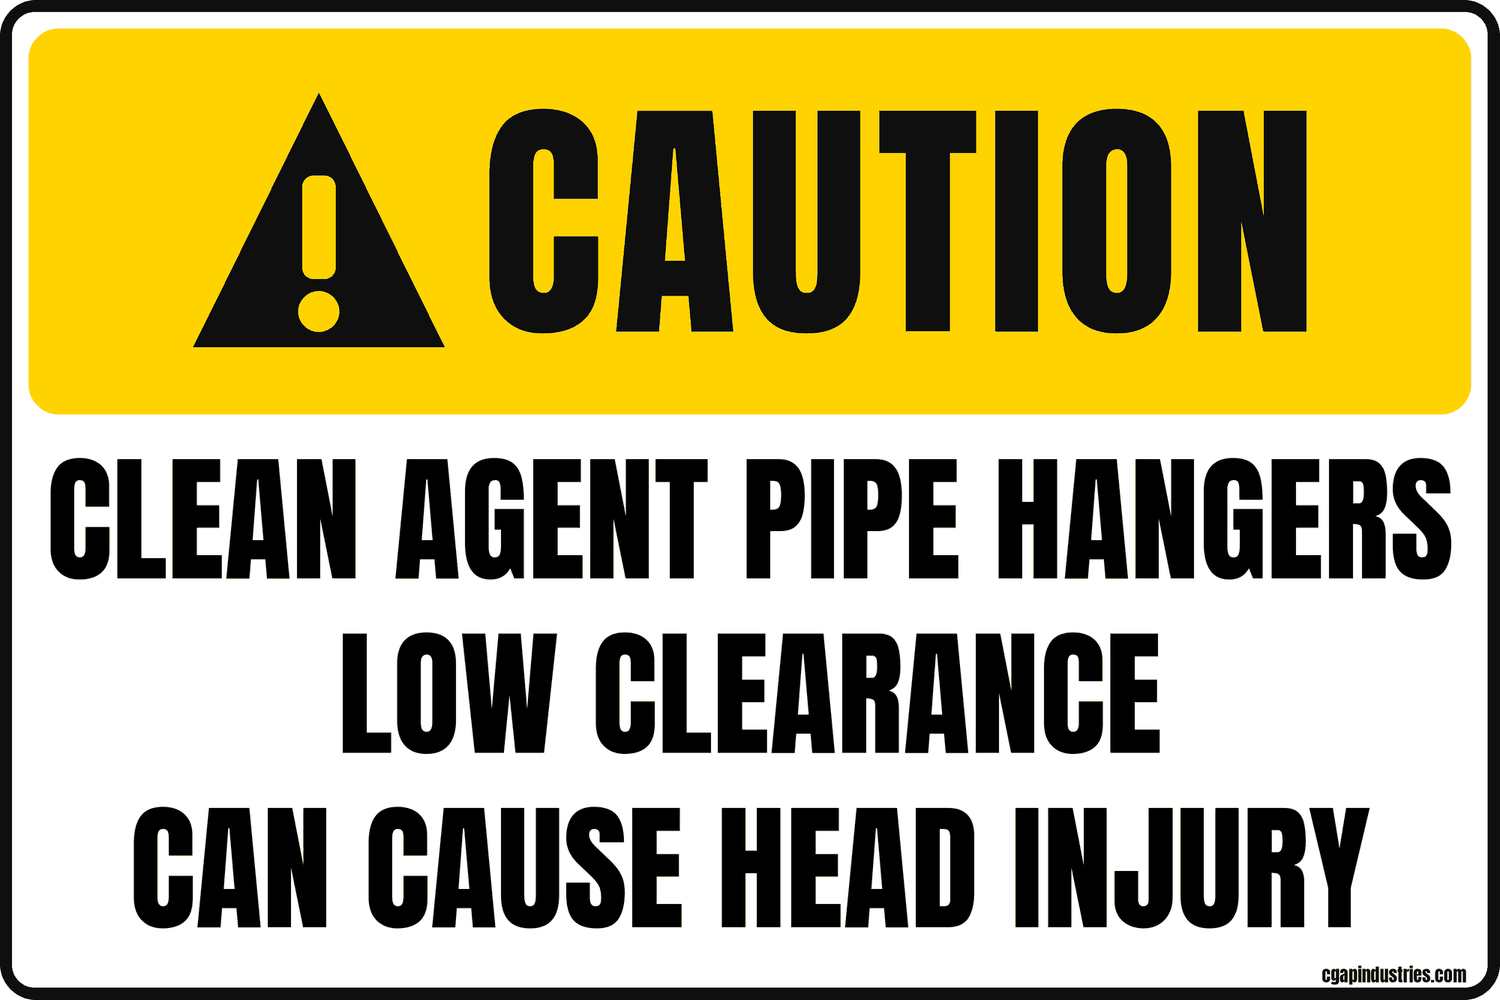 CAUTION
CLEAN AGENT PIPE HANGERS
LOW CLEARANCE
CAN CAUSE HEAD INJURY
cgapindustries.com